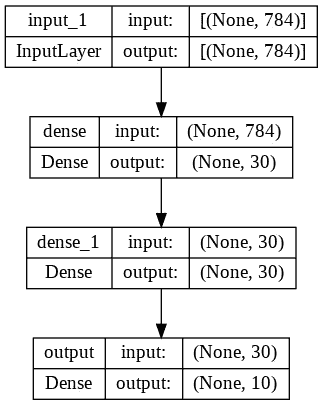 input_1 input: [(None, 784)]
InputLayer output: [(None, 784)]
dense input: (None, 784)
Dense output: (None, 30)
dense_1 input: (None, 30)
Dense output: (None, 30)
output input: (None, 30)
Dense output: (None, 10)